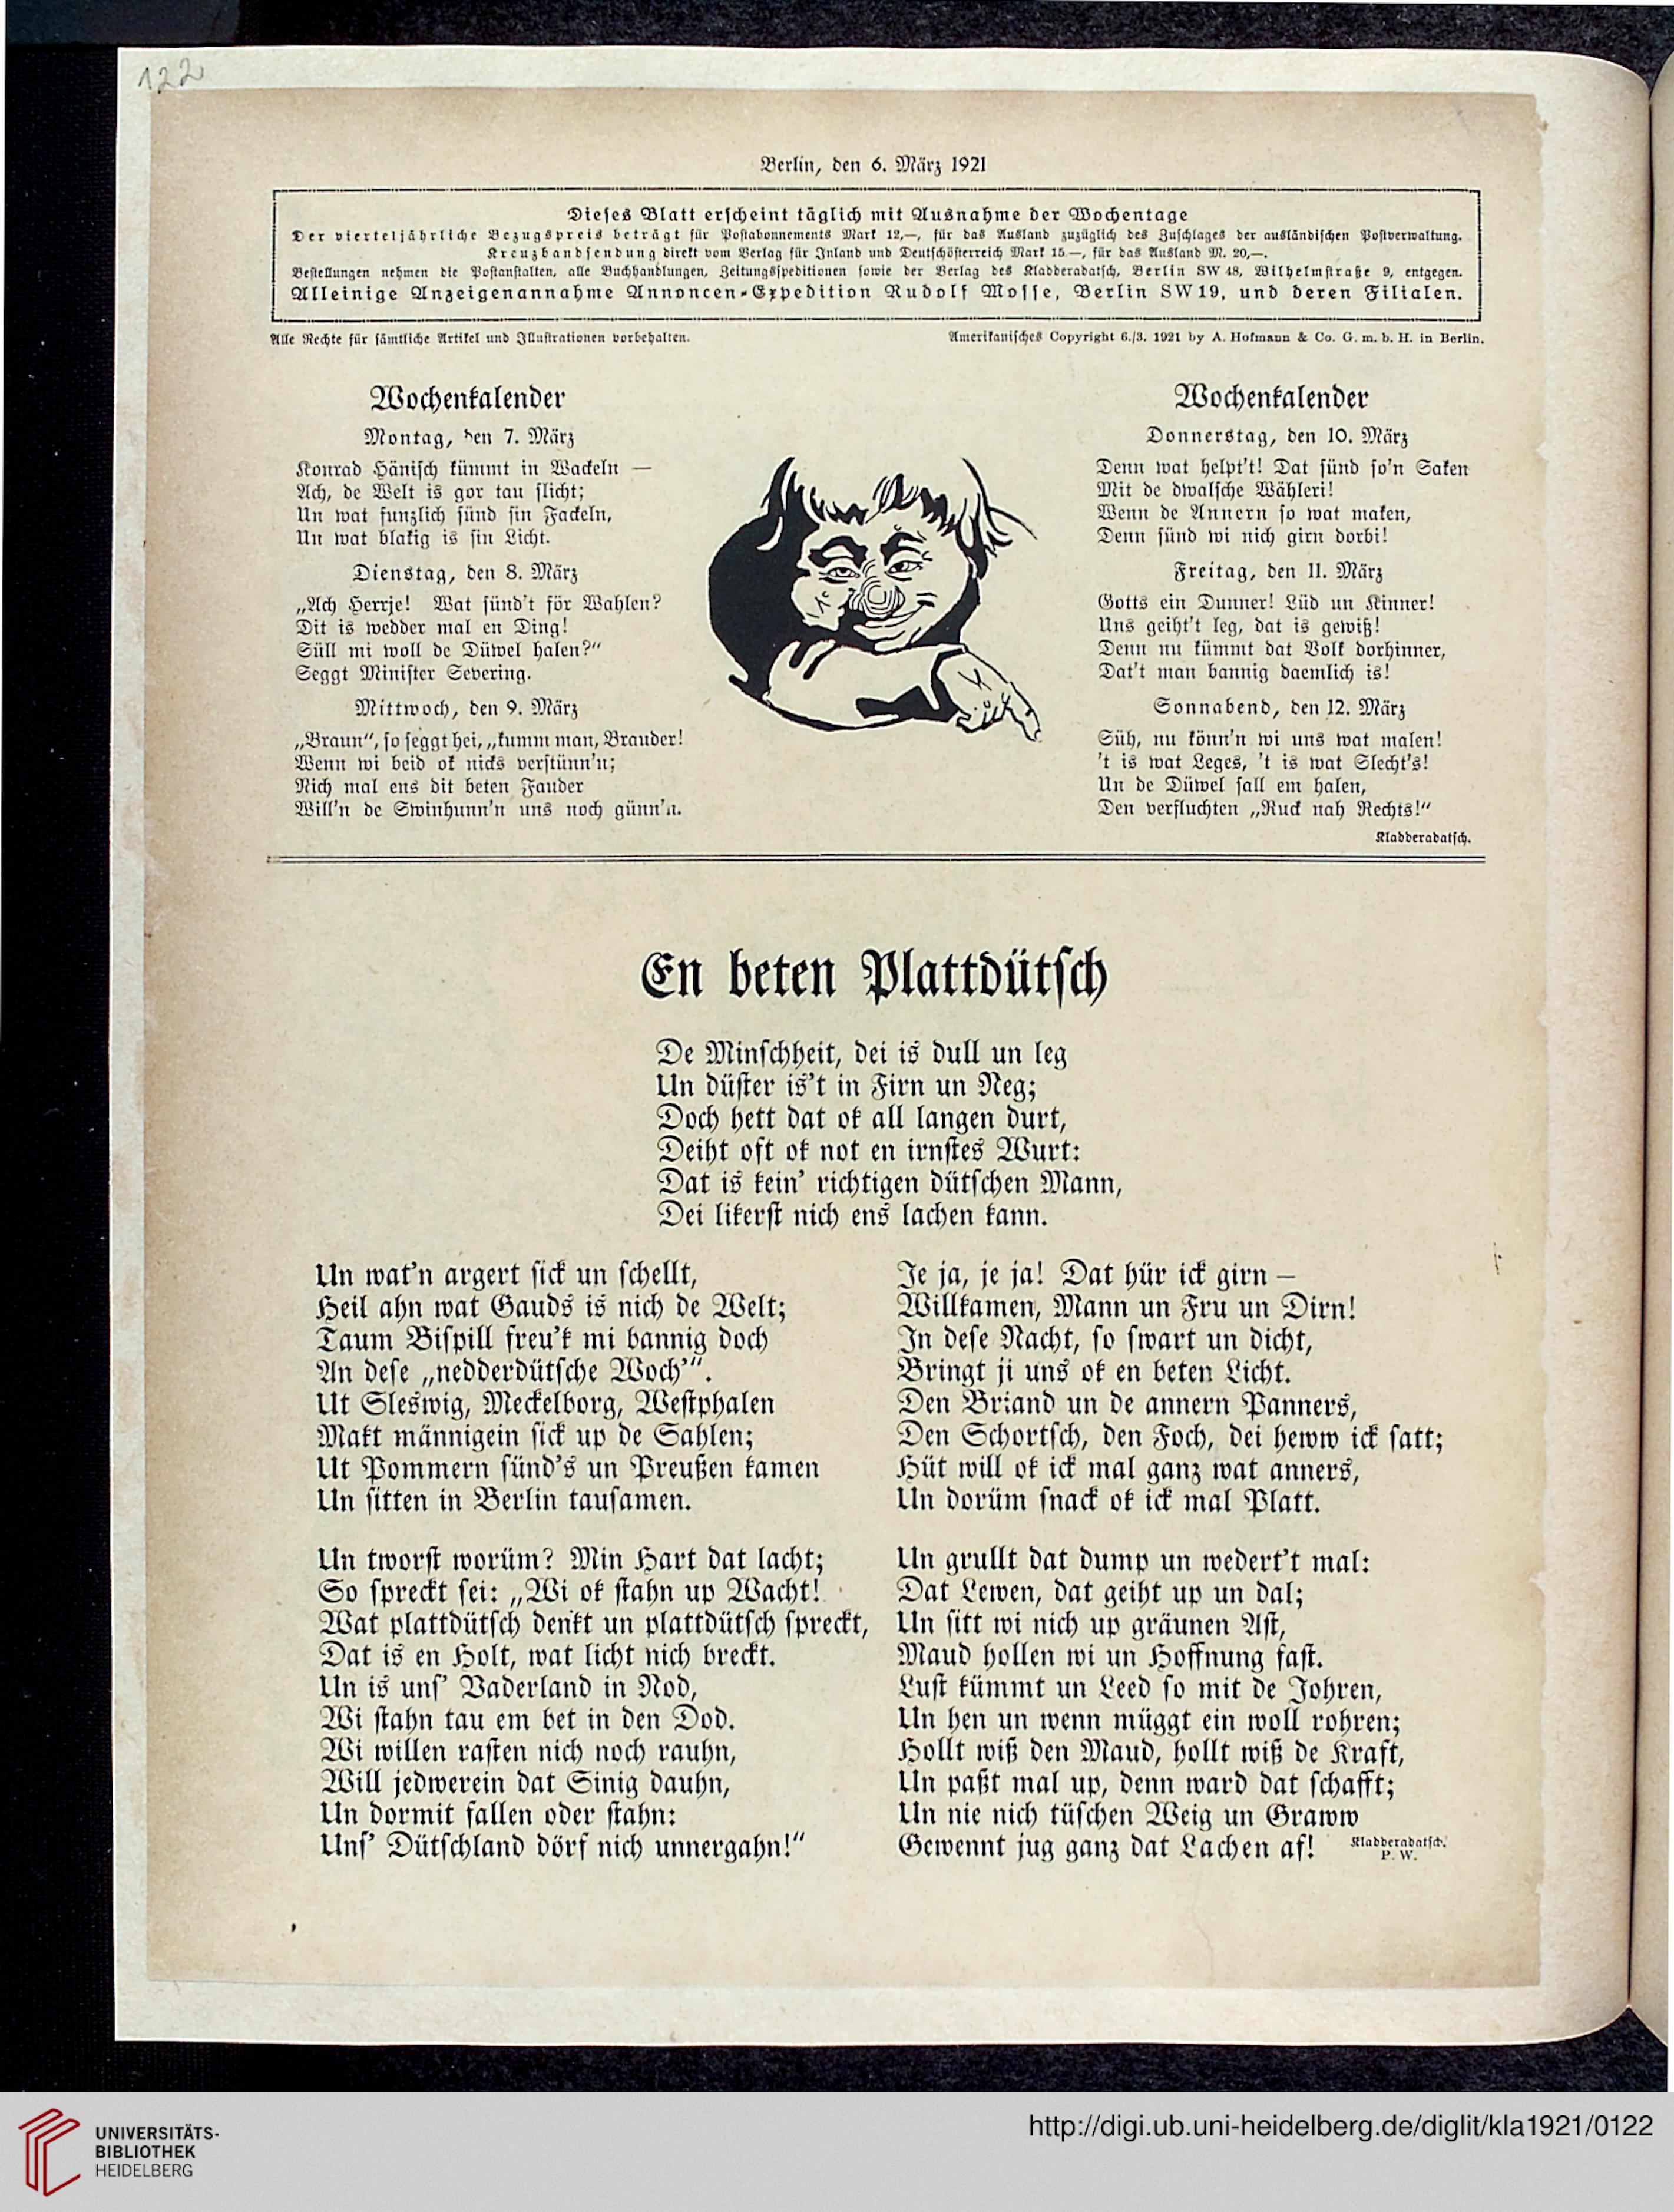 122
Berlin, den 6. März 1921
Dieses Blatt erscheint täglich mit Ausnahme der Wochentage
Der vierteljährliche Bezugspreis beträgt für Postabonnements Mark 12,—, für das Ausland zuzüglich des Zuschlages der ausländischen Postverwaltung.
Kreuzbandsendung direkt vom Verlag für Inland und Deutschösterreich Mark 15.—, für das Ausland M. 20,—.
Bestellungen nehmen die Postanstalten, alle Buchhandlungen, Zeitungsspeditionen sowie der Verlag des Kladderadatsch, Berlin SW 48, Wilhelmstraße 9, entgegen.
Alleinige Anzeigenannahme Annoncen-Expedition Rudolf Mosse, Berlin SW19, und deren Filialen.
Alle Rechte für sämtliche Artikel und Illustrationen vorbehalten.
Amerikanisches Copyright 6./3. 1921 by A. Hofmann & Co. G. m. b. H. in Berlin.
Wochenkalender
Montag, den 7. März
Konrad Hänisch kümmt in Wackeln —
Ach, de Welt is gor tau slicht;
Un wat funzlich sünd sin Fackeln,
Un wat blakig is sin Licht.
Dienstag, den 8. März
„Ach Herrje! Wat sünd't för Wahlen?
Dit is wedder mal en Ding!
Süll mi woll de Düwel halen?“
Seggt Minister Severing.
Mittwoch, den 9. März
„Braun“, so seggt hei, „kumm man, Brauder!
Wenn wi beid ok nicks verstünn'n;
Nich mal ens dit beten Fauder
Will'n de Swinhunn'n uns noch günn'n.
Wochenkalender
Donnerstag, den 10. März
Denn wat helpt't! Dat sünd so'n Saken
Mit de dwalsche Wähleri!
Wenn de Annern so wat maken,
Denn sünd wi nich girn dorbi!
Freitag, den 11. März
Gotts ein Dunner! Lüd un Kinner!
Uns geiht't leg, dat is gewiß!
Denn nu kümmt dat Volk dorhinner,
Dat't man bannig daemlich is!
Sonnabend, den 12. März
Süh, nu könn'n wi uns wat malen!
't is wat Leges, 't is wat Slecht's!
Un de Düwel sall em halen,
Den verfluchten „Ruck nah Rechts!“
Kladderadatsch.
En beten Plattdütsch
De Minschheit, dei is dull un leg
Un düster is't in Firn un Neg;
Doch hett dat ok all langen durt,
Deiht oft ok not en irnstes Wurt:
Dat is kein' richtigen dütschen Mann,
Dei likerst nich ens lachen kann.
Un wat'n argert sick un schellt,
Heil ahn wat Gauds is nich de Welt;
Taum Bispill freu'k mi bannig doch
An dese „nedderdütsche Woch'“.
Ut Sleswig, Meckelborg, Westphalen
Makt männigein sick up de Sahlen;
Ut Pommern sünd's un Preußen kamen
Un sitten in Berlin tausamen.
Un tworst worüm? Min Hart dat lacht;
So spreckt sei: „Wi ok stahn up Wacht!
Wat plattdütsch denkt un plattdütsch spreckt,
Dat is en Holt, wat licht nich breckt.
Un is uns' Vaderland in Nod,
Wi stahn tau em bet in den Dod.
Wi willen rasten nich noch rauhn,
Will jedwerein dat Sinig dauhn,
Un dormit fallen oder stahn:
Uns' Dütschland dörf nich unnergahn!“
Je ja, je ja! Dat hür ick girn —
Willkamen, Mann un Fru un Dirn!
In dese Nacht, so swart un dicht,
Bringt ji uns ok en beten Licht.
Den Briand un de annern Panners,
Den Schortsch, den Foch, dei heww ick satt;
Hüt will ok ick mal ganz wat anners,
Un dorüm snack ok ick mal Platt.
Un grullt dat dump un wedert't mal:
Dat Lewen, dat geiht up un dal;
Un sitt wi nich up gräunen Ast,
Maud hollen wi un Hoffnung fast.
Lust kümmt un Leed so mit de Johren,
Un hen un wenn müggt ein woll rohren;
Hollt wiß den Maud, hollt wiß de Kraft,
Un paßt mal up, denn ward dat schafft;
Un nie nich tüschen Weig un Graww
Gewennt jug ganz dat Lachen af!
Kladderadatsch.
P. W.
UNIVERSITÄTS-
BIBLIOTHEK
HEIDELBERG
http://digi.ub.uni-heidelberg.de/diglit/kla1921/0122